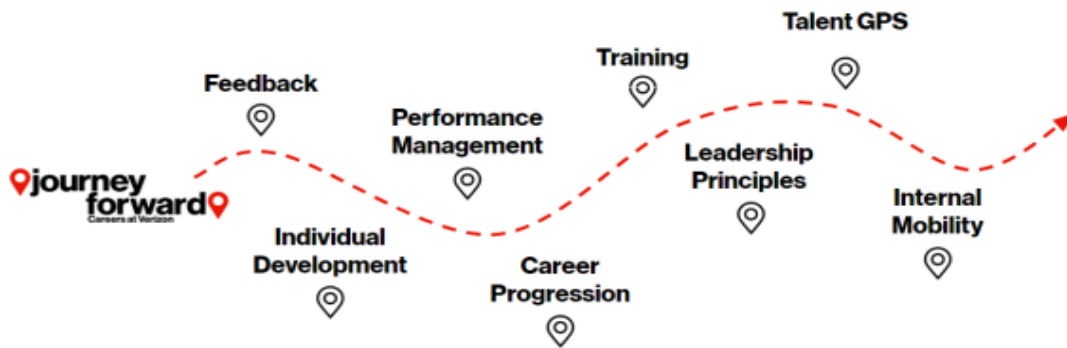 journey
forward
Careers at Verizon
Feedback
Individual
Development
Performance
Management
Career
Progression
Training
Leadership
Principles
Talent GPS
Internal
Mobility